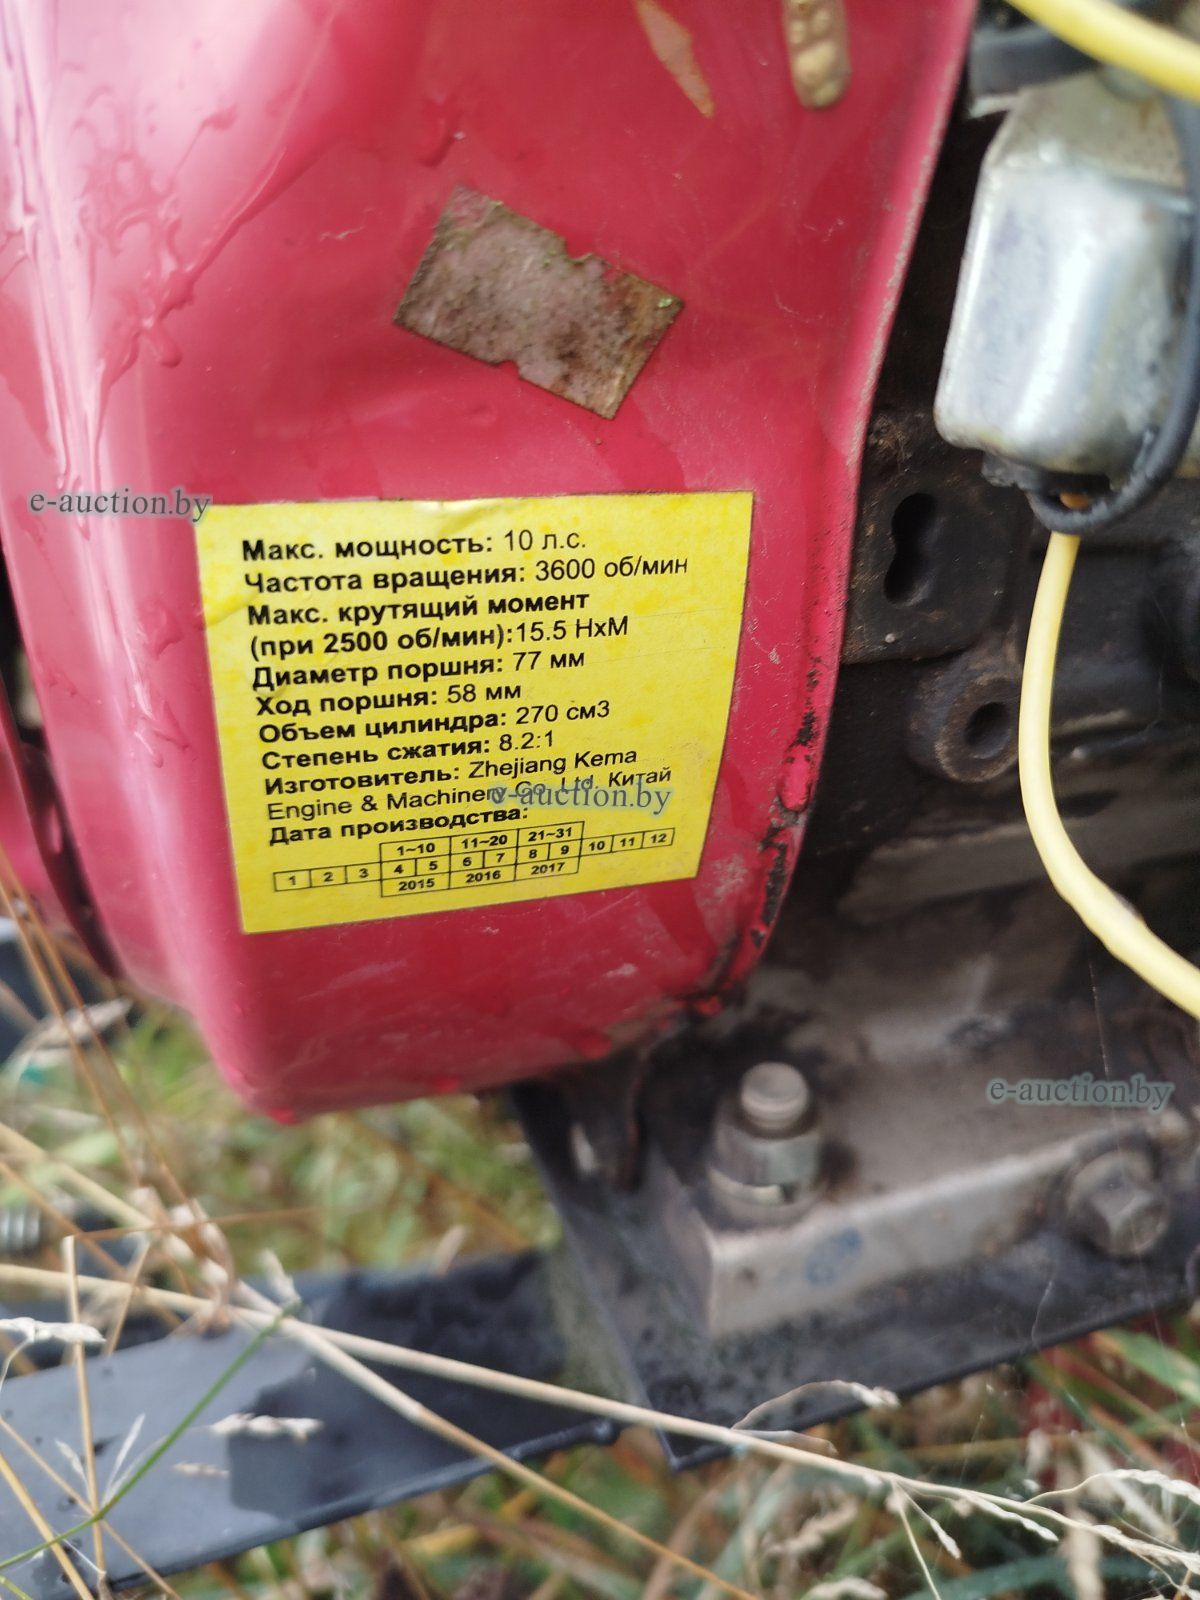 e-auction.by
Макс. мощность: 10 л.с.
Частота вращения: 3600 об/мин
Макс. крутящий момент
(при 2500 об/мин):15.5 НхМ
Диаметр поршня: 77 мм
Ход поршня: 58 мм
Объем цилиндра: 270 см3
Степень сжатия: 8.2:1
Изготовитель: Zhejiang Kema
Engine & Machinery Co., Ltd. Китай
e-auction.by
Дата производства:
1~10 11~20 21~31
1 2 3 4 5 6 7 8 9 10 11 12
2015 2016 2017
e-auction.by